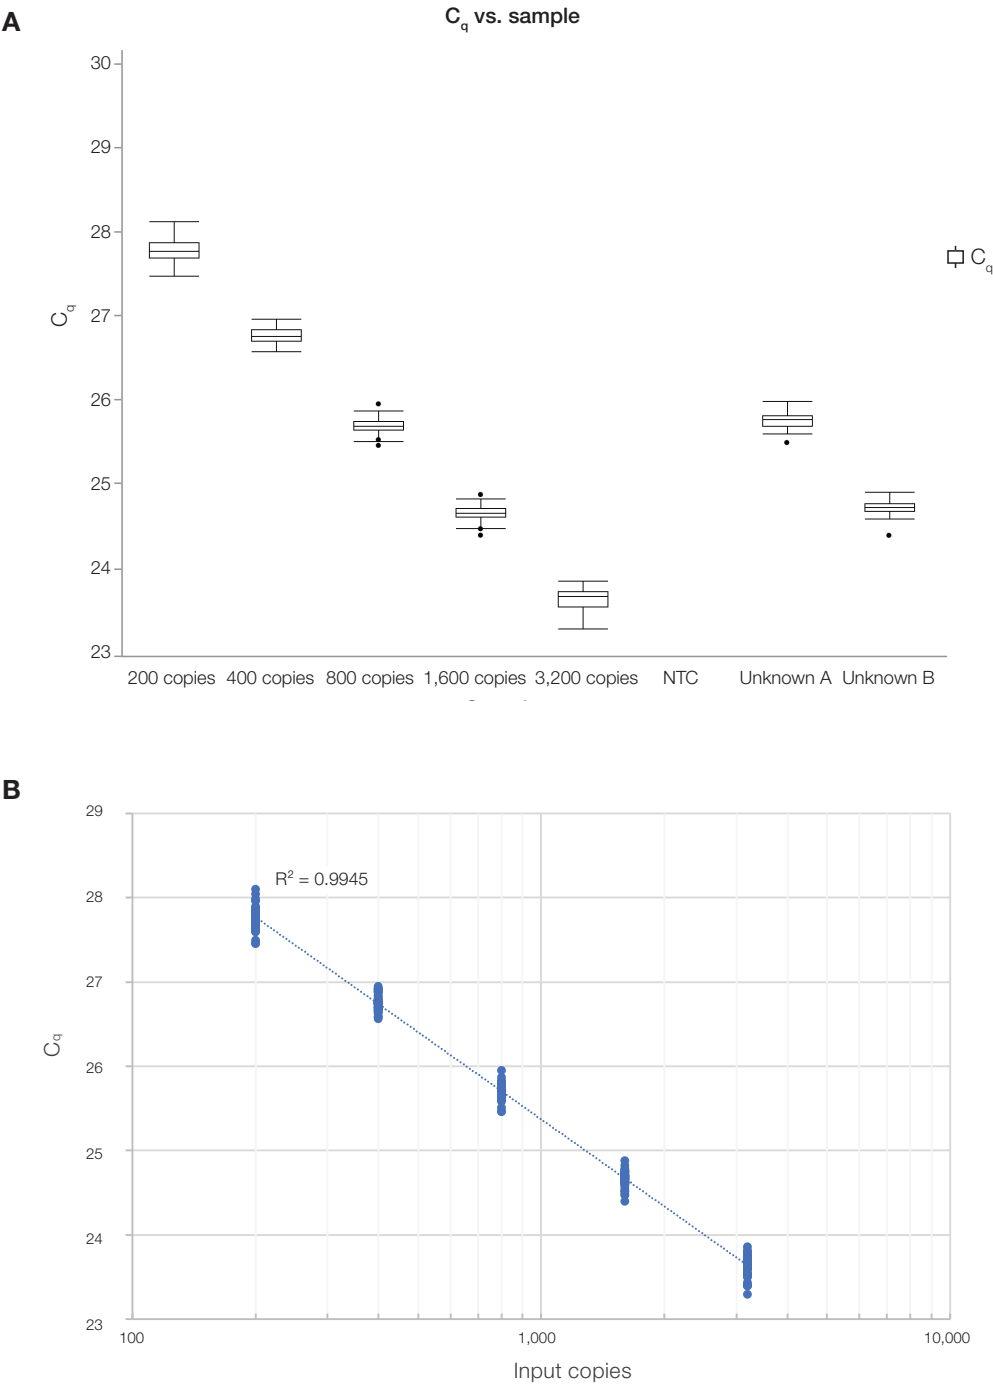 A
Cq vs. sample
30
29
28
27
26
25
24
23
Cq
Cq
200 copies 400 copies 800 copies 1,600 copies 3,200 copies NTC Unknown A Unknown B
B
29
28
27
26
25
24
23
R² = 0.9945
Cq
100 1,000 10,000
Input copies